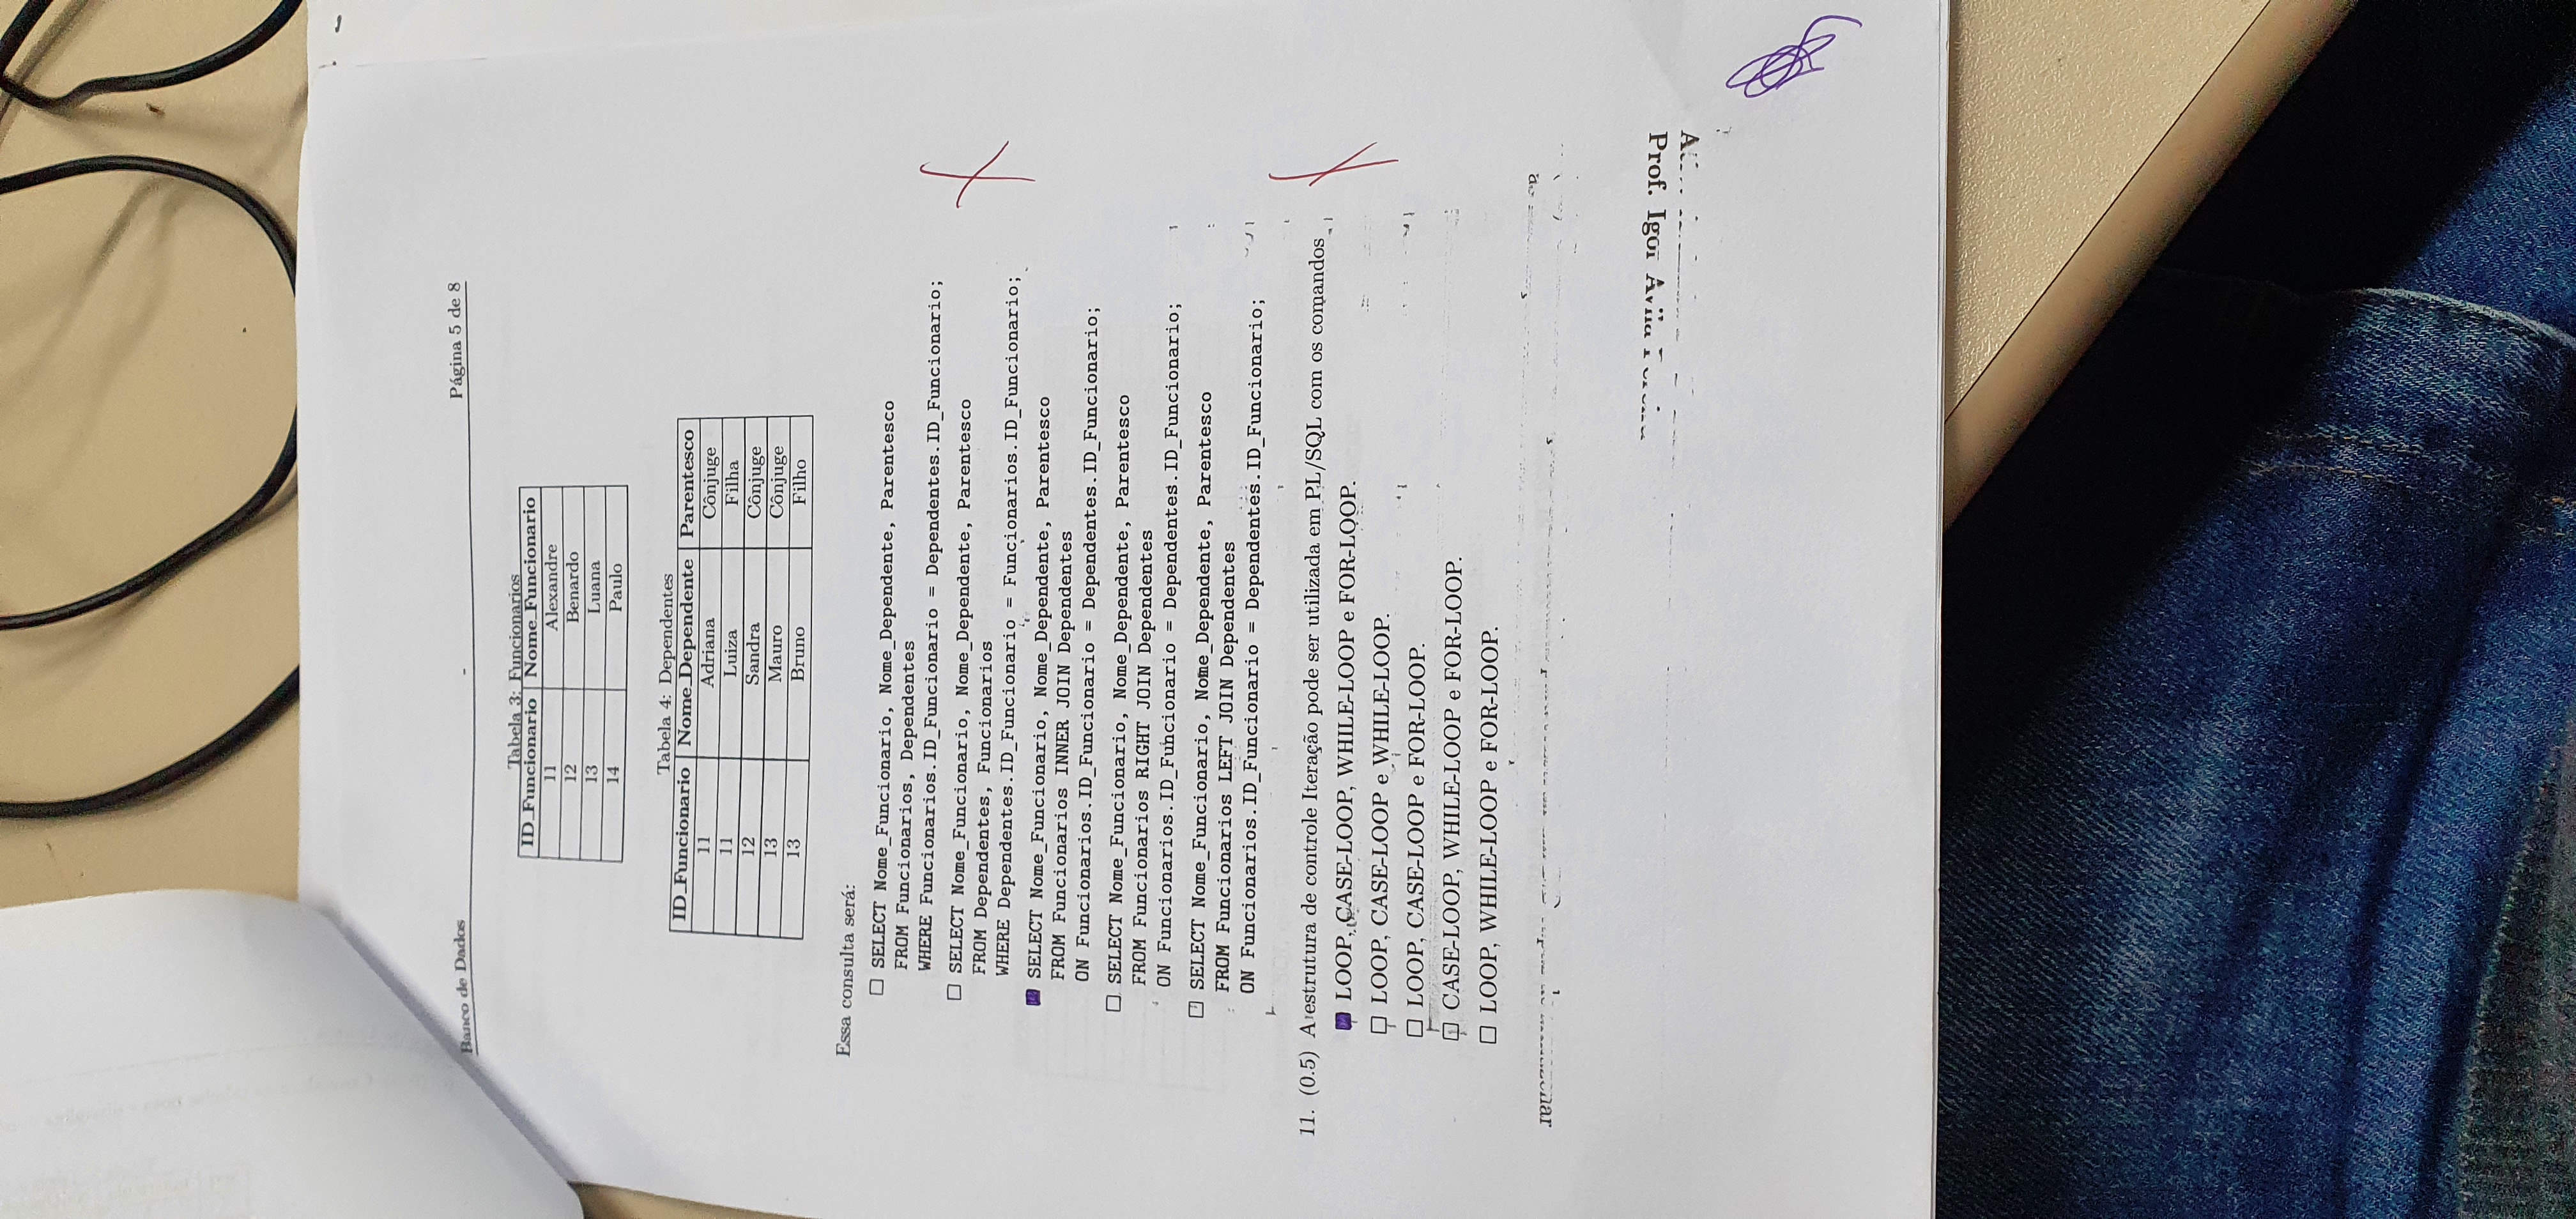 Banco de Dados - Página 5 de 8
Tabela 3: Funcionarios
ID_Funcionario Nome_Funcionario
11 Alexandre
12 Benardo
13 Luana
14 Paulo
Tabela 4: Dependentes
ID_Funcionario Nome_Dependente Parentesco
11 Adriana Cônjuge
11 Luiza Filha
12 Sandra Cônjuge
13 Mauro Cônjuge
13 Bruno Filho
Essa consulta será:
SELECT Nome_Funcionario, Nome_Dependente, Parentesco
FROM Funcionarios, Dependentes
WHERE Funcionarios.ID_Funcionario = Dependentes.ID_Funcionario;
SELECT Nome_Funcionario, Nome_Dependente, Parentesco
FROM Dependentes, Funcionarios
WHERE Dependentes.ID_Funcionario = Funcionarios.ID_Funcionario;
SELECT Nome_Funcionario, Nome_Dependente, Parentesco
FROM Funcionarios INNER JOIN Dependentes
ON Funcionarios.ID_Funcionario = Dependentes.ID_Funcionario;
SELECT Nome_Funcionario, Nome_Dependente, Parentesco
FROM Funcionarios RIGHT JOIN Dependentes
ON Funcionarios.ID_Funcionario = Dependentes.ID_Funcionario;
SELECT Nome_Funcionario, Nome_Dependente, Parentesco
FROM Funcionarios LEFT JOIN Dependentes
ON Funcionarios.ID_Funcionario = Dependentes.ID_Funcionario;
11. (0.5) A estrutura de controle Iteração pode ser utilizada em PL/SQL com os comandos
LOOP, CASE-LOOP, WHILE-LOOP e FOR-LOOP.
LOOP, CASE-LOOP e WHILE-LOOP.
LOOP, CASE-LOOP e FOR-LOOP.
CASE-LOOP, WHILE-LOOP e FOR-LOOP.
LOOP, WHILE-LOOP e FOR-LOOP.
Prof. Igor Avila